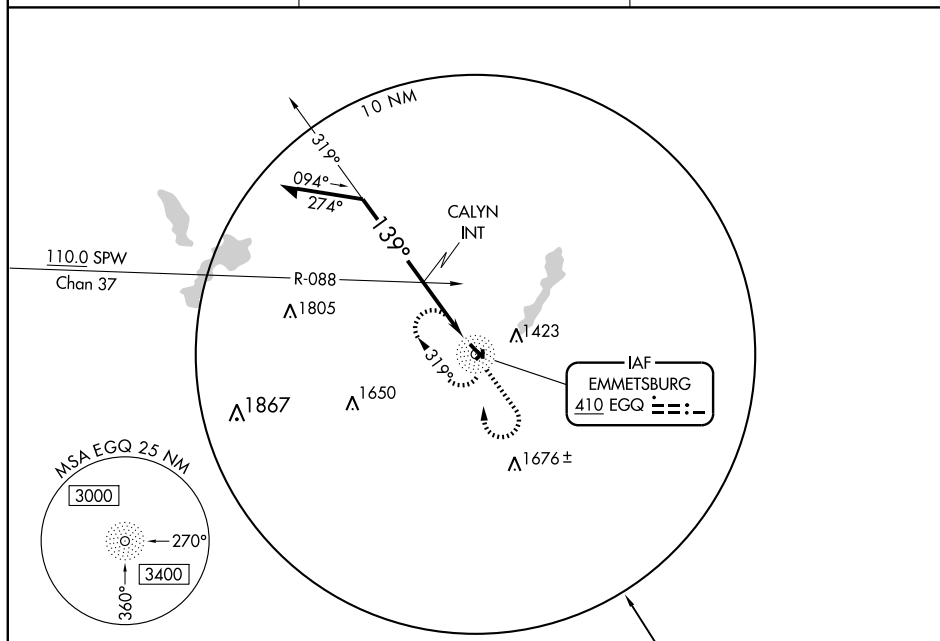 10 NM
319°
094°
274°
139°
CALYN
INT
110.0 SPW
Chan 37
R-088
1805
1423
319°
IAF
EMMETSBURG
410 EGQ
1650
1867
1676 ±
MSA EGQ 25 NM
3000
270°
3400
360°